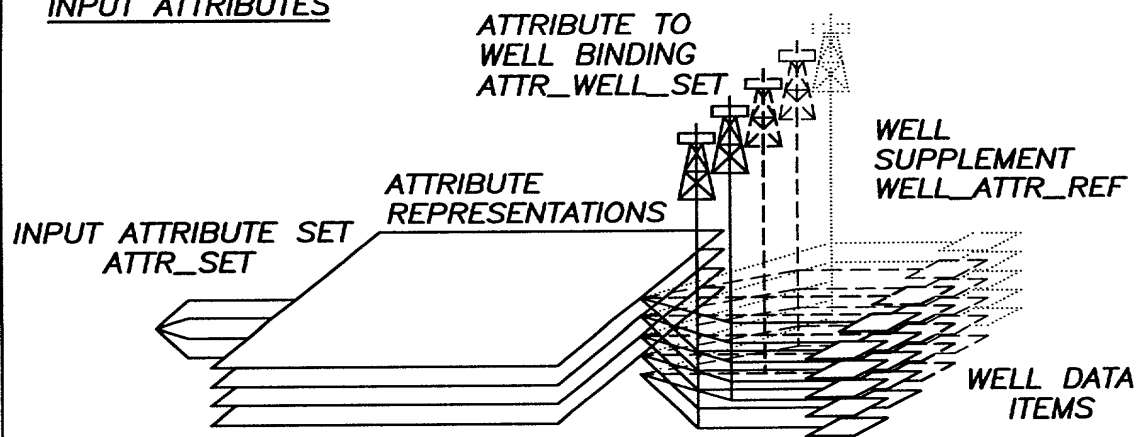 INPUT ATTRIBUTES
ATTRIBUTE TO
WELL BINDING
ATTR_WELL_SET
WELL
SUPPLEMENT
WELL_ATTR_REF
ATTRIBUTE
REPRESENTATIONS
INPUT ATTRIBUTE SET
ATTR_SET
WELL DATA
ITEMS